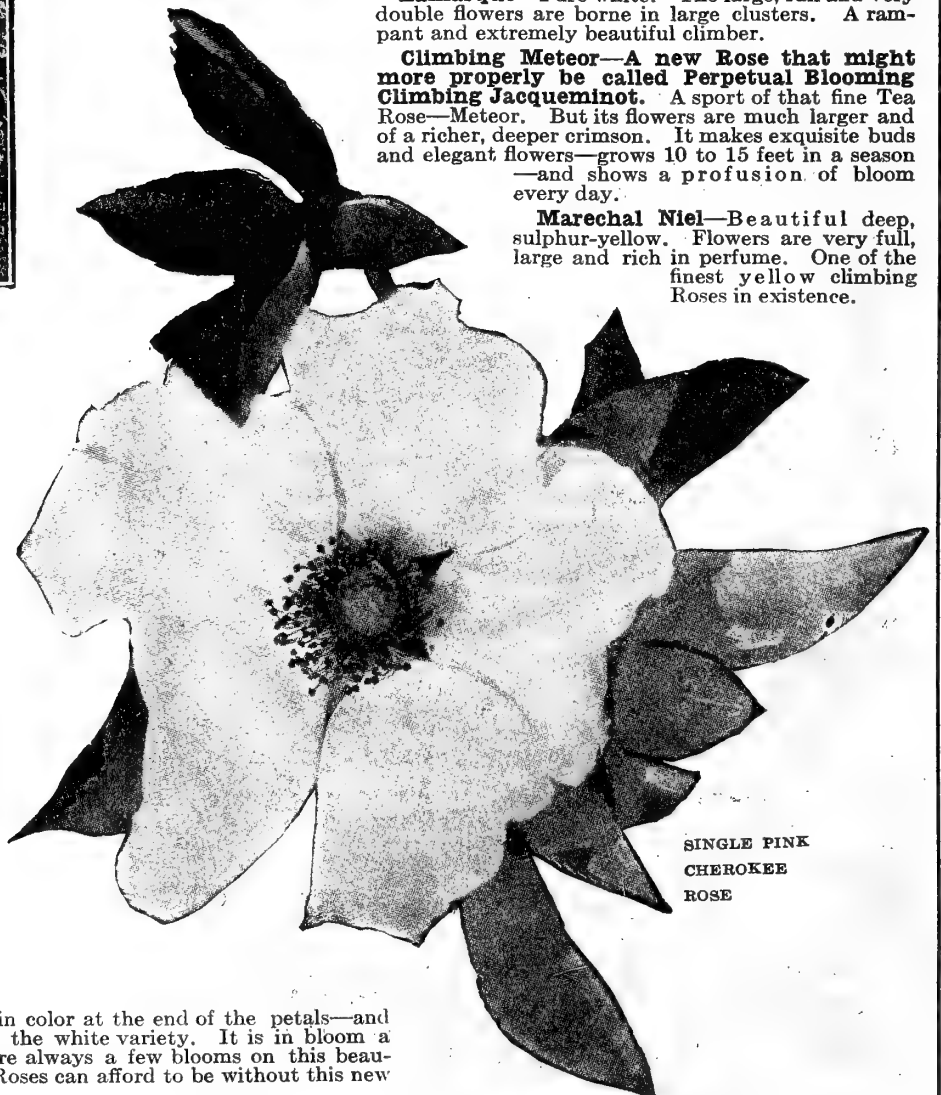 double flowers are borne in large clusters. A ram-
pant and extremely beautiful climber.
Climbing Meteor—A new Rose that might
more properly be called Perpetual Blooming
Climbing Jacqueminot. A sport of that fine Tea
Rose—Meteor. But its flowers are much larger and
of a richer, deeper crimson. It makes exquisite buds
and elegant flowers—grows 10 to 15 feet in a season
—and shows a profusion of bloom
every day.
Marechal Niel—Beautiful deep,
sulphur-yellow. Flowers are very full,
large and rich in perfume. One of the
finest yellow climbing
Roses in existence.
SINGLE PINK
CHEROKEE
ROSE
in color at the end of the petals—and
the white variety. It is in bloom a
always a few blooms on this beau-
Roses can afford to be without this new